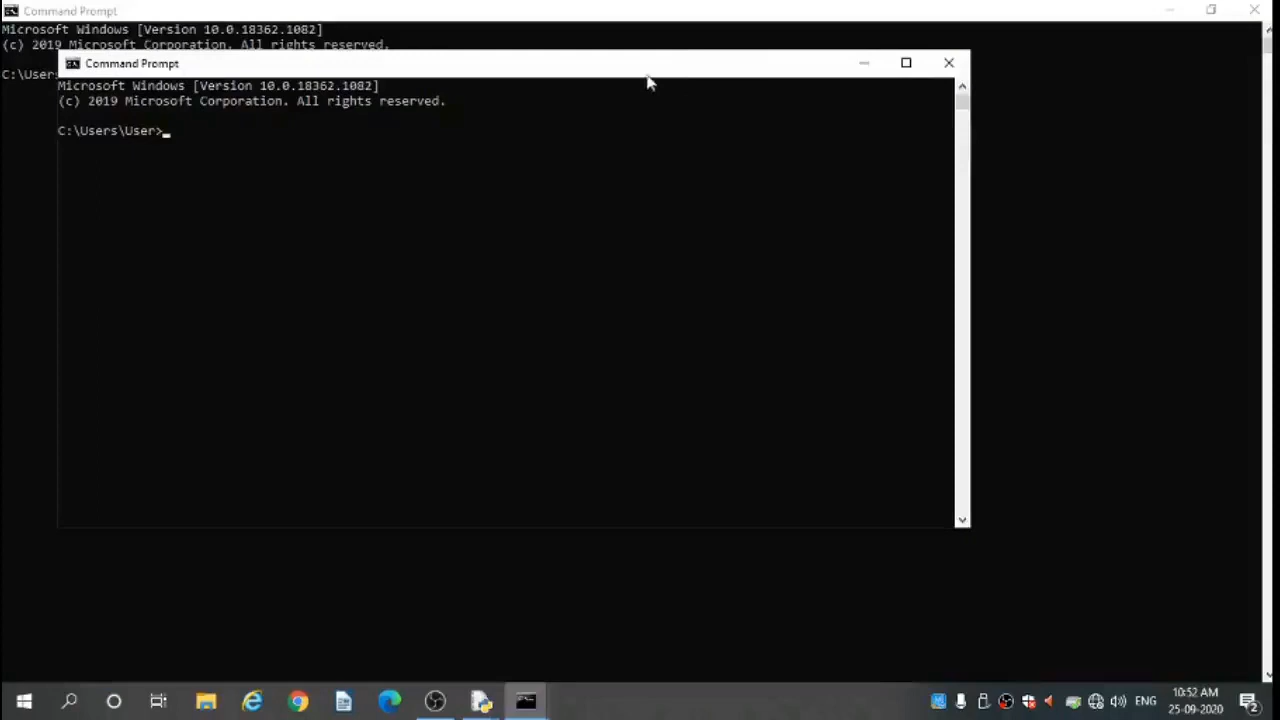 Command Prompt
Microsoft Windows [Version 10.0.18362.1082]
(c) 2019 Microsoft Corporation. All rights reserved.
C:\Users
Command Prompt
Microsoft Windows [Version 10.0.18362.1082]
(c) 2019 Microsoft Corporation. All rights reserved.
C:\Users\User>
ENG
10:52 AM
25-09-2020
2